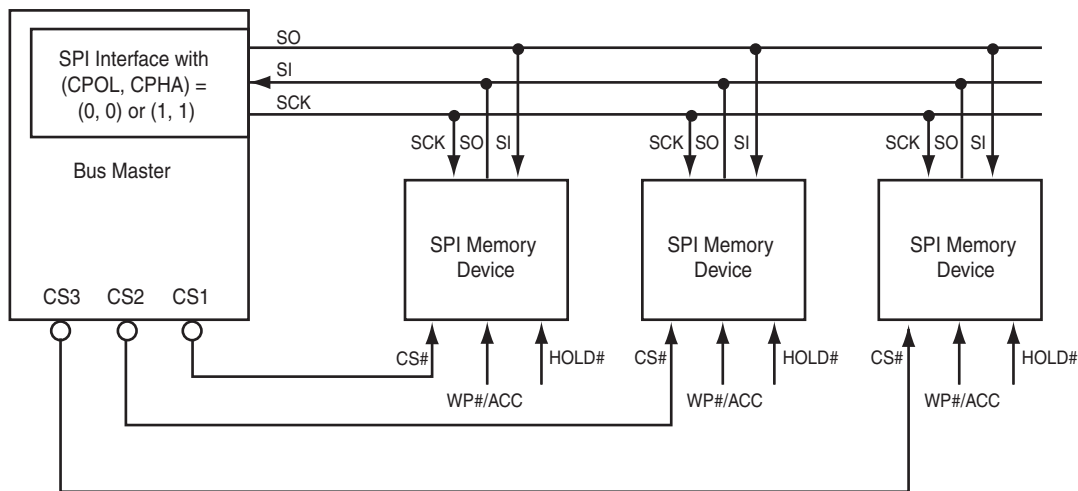 SO
SPI Interface with
(CPOL, CPHA) =
(0, 0) or (1, 1)
SI
SCK
Bus Master
SCK SO SI
SCK SO SI
SCK SO SI
SPI Memory
Device
SPI Memory
Device
SPI Memory
Device
CS3 CS2 CS1
CS#
HOLD#
WP#/ACC
CS#
HOLD#
WP#/ACC
CS#
HOLD#
WP#/ACC